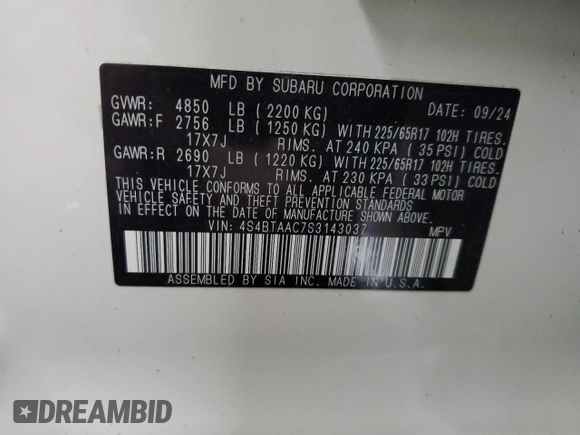 MFD BY SUBARU CORPORATION
GVWR: 4850 LB ( 2200 KG) DATE: 09/24
GAWR:F 2756 LB ( 1250 KG) WITH 225/65R17 102H TIRES.
17X7J RIMS. AT 240 KPA ( 35 PSI) COLD
GAWR:R 2690 LB ( 1220 KG) WITH 225/65R17 102H TIRES.
17X7J RIMS. AT 230 KPA ( 33 PSI) COLD
THIS VEHICLE CONFORMS TO ALL APPLICABLE FEDERAL MOTOR
VEHICLE SAFETY AND THEFT PREVENTION STANDARDS
IN EFFECT ON THE DATE OF MANUFACTURE SHOWN ABOVE.
VIN: 4S4BTAAC7S3143037 MPV
ASSEMBLED BY SIA INC. MADE IN U.S.A.
DREAMBID